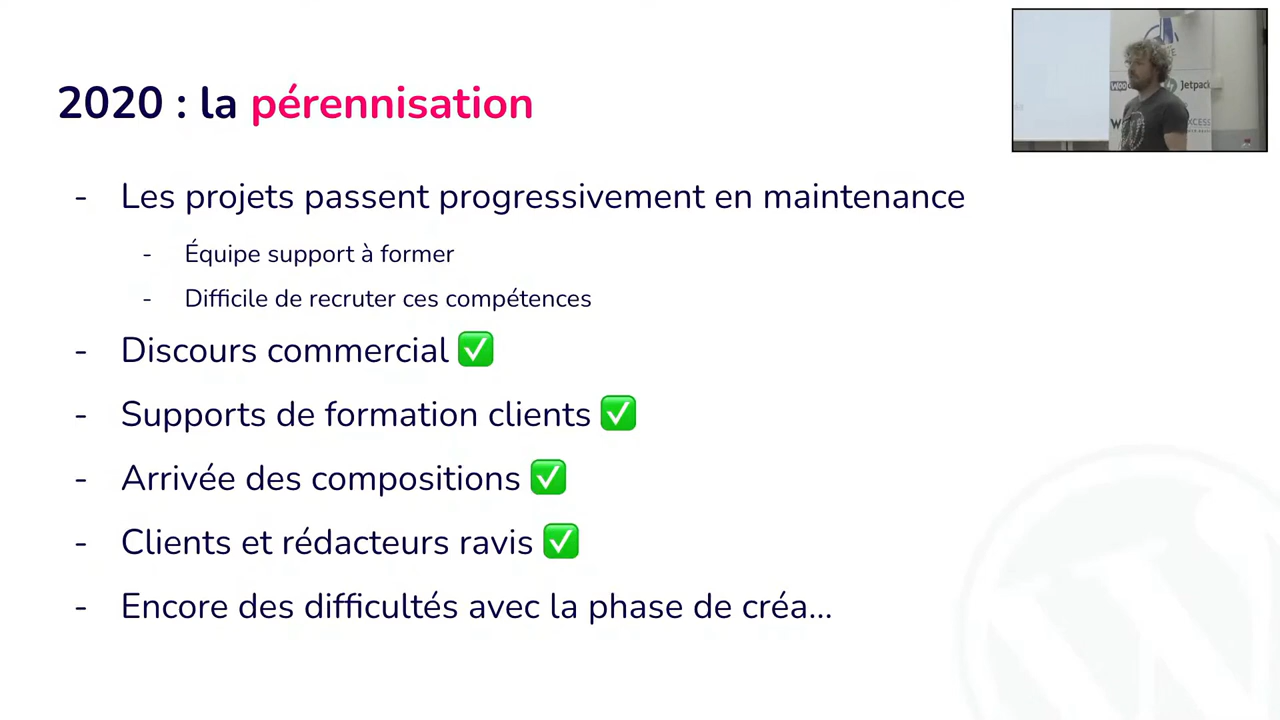 2020 : la pérennisation
- Les projets passent progressivement en maintenance
- Équipe support à former
- Difficile de recruter ces compétences
- Discours commercial ✅
- Supports de formation clients ✅
- Arrivée des compositions ✅
- Clients et rédacteurs ravis ✅
- Encore des difficultés avec la phase de créa...
Jetpack